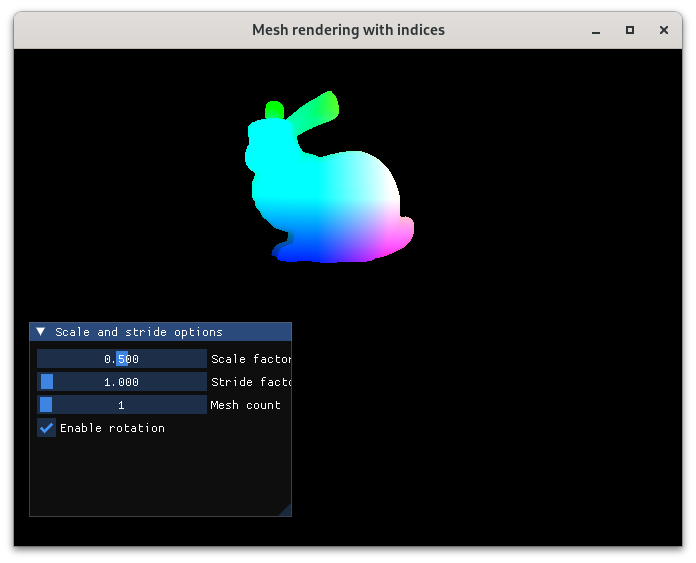 Mesh rendering with indices
Scale and stride options
0.500 Scale factor
1.000 Stride facto
1 Mesh count
Enable rotation